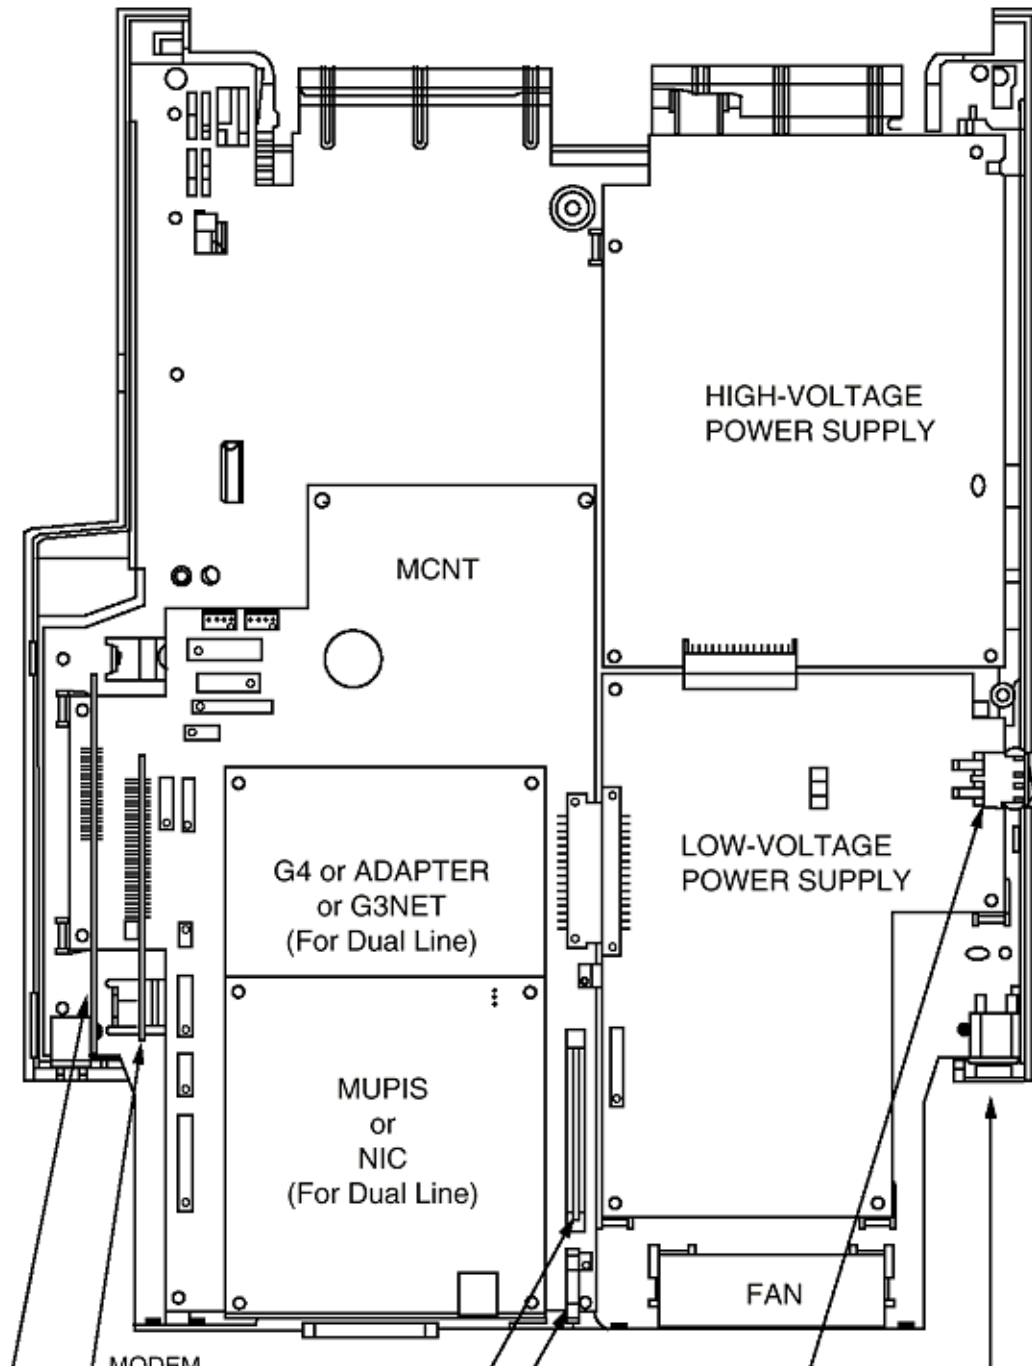 HIGH-VOLTAGE
POWER SUPPLY
MCNT
LOW-VOLTAGE
POWER SUPPLY
G4 or ADAPTER
or G3NET
(For Dual Line)
MUPIS
or
NIC
(For Dual Line)
FAN
MODEM